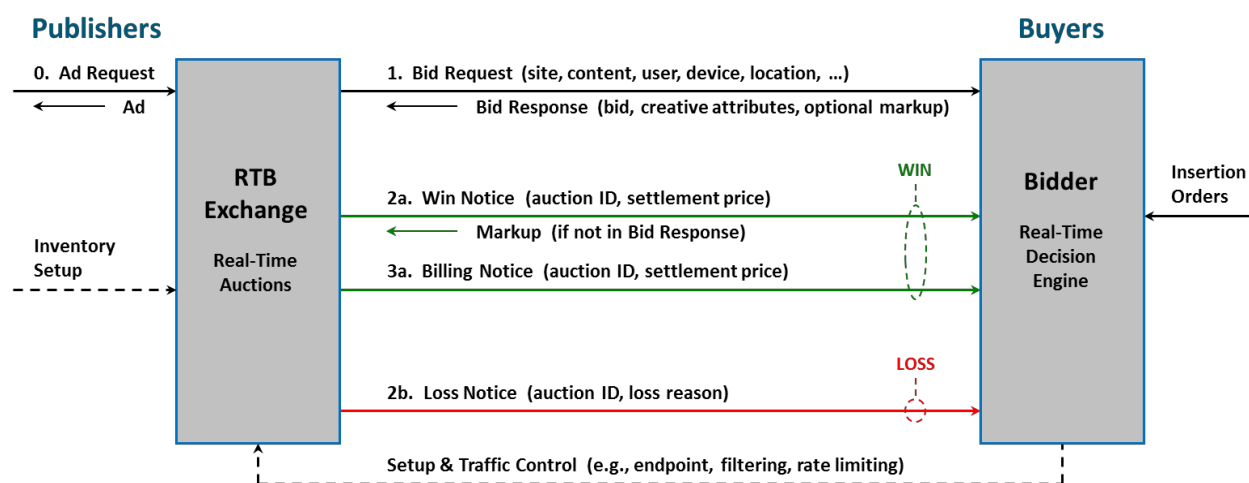 Publishers
Buyers
0. Ad Request
Ad
1. Bid Request (site, content, user, device, location, …)
Bid Response (bid, creative attributes, optional markup)
RTB
Exchange
Real-Time
Auctions
WIN
2a. Win Notice (auction ID, settlement price)
Markup (if not in Bid Response)
3a. Billing Notice (auction ID, settlement price)
Bidder
Real-Time
Decision
Engine
Insertion
Orders
Inventory
Setup
LOSS
2b. Loss Notice (auction ID, loss reason)
Setup & Traffic Control (e.g., endpoint, filtering, rate limiting)